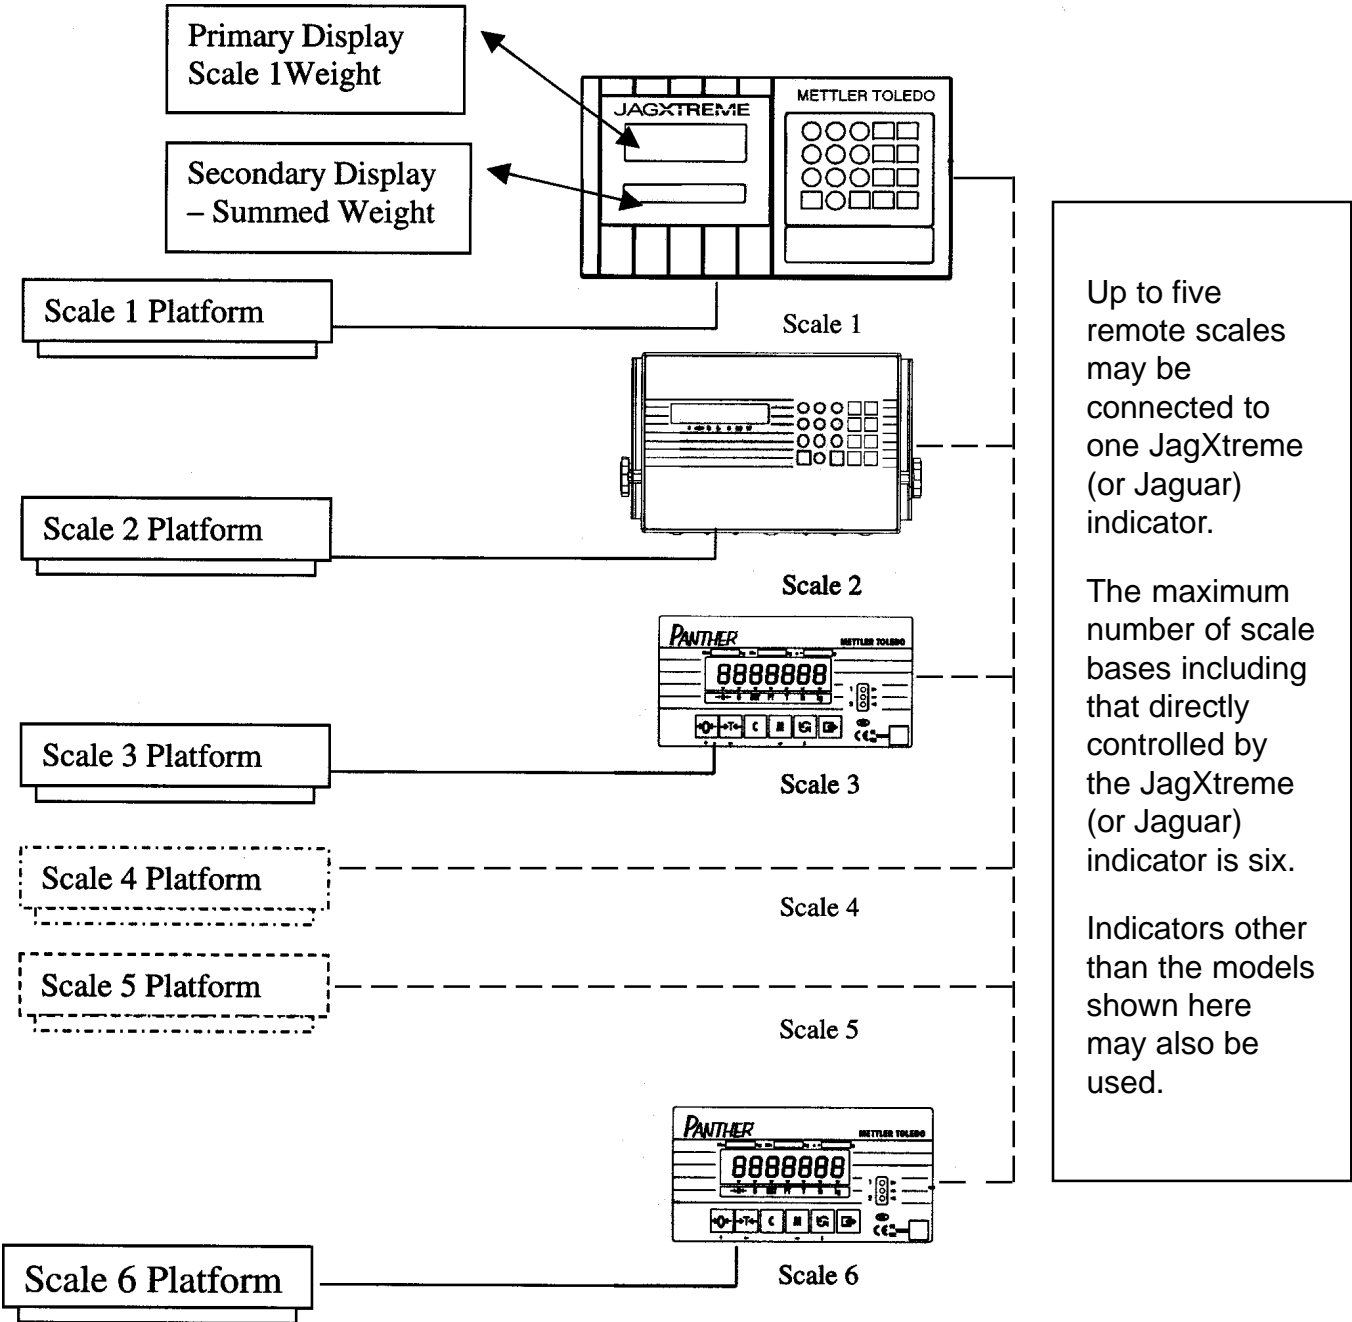 Primary Display
Scale 1Weight
Secondary Display
– Summed Weight
JAGXTREME
METTLER TOLEDO
Scale 1 Platform
Scale 1
Scale 2 Platform
Scale 2
PANTHER
METTLER TOLEDO
8888888
C
M
Scale 3 Platform
Scale 3
Scale 4 Platform
Scale 4
Scale 5 Platform
Scale 5
PANTHER
METTLER TOLEDO
8888888
C
M
Scale 6 Platform
Scale 6
Up to five
remote scales
may be
connected to
one JagXtreme
(or Jaguar)
indicator.
The maximum
number of scale
bases including
that directly
controlled by
the JagXtreme
(or Jaguar)
indicator is six.
Indicators other
than the models
shown here
may also be
used.